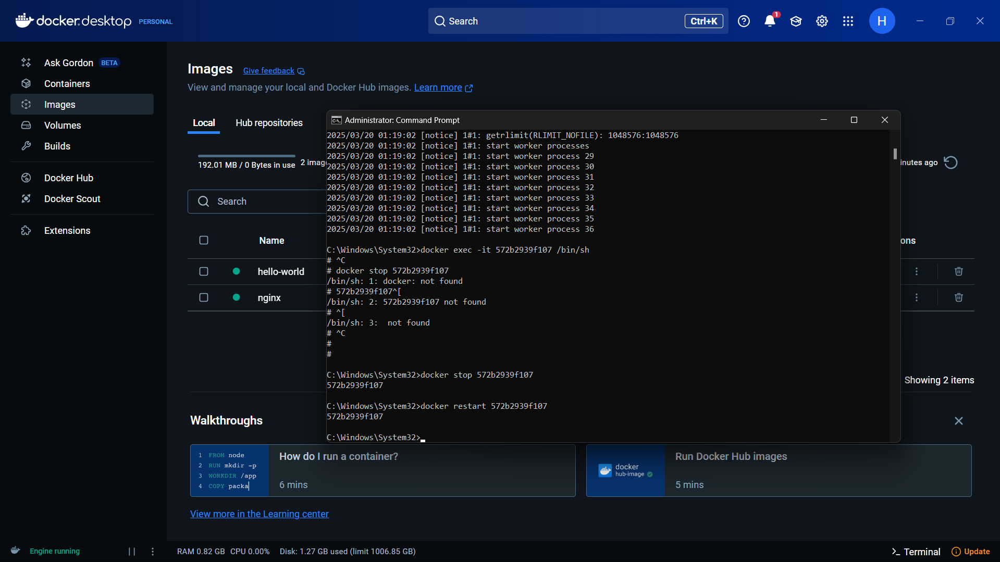 docker.desktop PERSONAL
Search
Ctrl+K
1
H
Ask Gordon BETA
Containers
Images
Volumes
Builds
Docker Hub
Docker Scout
Extensions
Images Give feedback
View and manage your local and Docker Hub images. Learn more
Local Hub repositories
192.01 MB / 0 Bytes in use 2 imag
inutes ago
Search
Name
ons
hello-world
nginx
Showing 2 items
Administrator: Command Prompt
2025/03/20 01:19:02 [notice] 1#1: getrlimit(RLIMIT_NOFILE): 1048576:1048576
2025/03/20 01:19:02 [notice] 1#1: start worker processes
2025/03/20 01:19:02 [notice] 1#1: start worker process 29
2025/03/20 01:19:02 [notice] 1#1: start worker process 30
2025/03/20 01:19:02 [notice] 1#1: start worker process 31
2025/03/20 01:19:02 [notice] 1#1: start worker process 32
2025/03/20 01:19:02 [notice] 1#1: start worker process 33
2025/03/20 01:19:02 [notice] 1#1: start worker process 34
2025/03/20 01:19:02 [notice] 1#1: start worker process 35
2025/03/20 01:19:02 [notice] 1#1: start worker process 36
C:\Windows\System32>docker exec -it 572b2939f107 /bin/sh
# ^C
# docker stop 572b2939f107
/bin/sh: 1: docker: not found
# 572b2939f107^[
/bin/sh: 2: 572b2939f107 not found
# ^[
/bin/sh: 3:  not found
# ^C
#
#
C:\Windows\System32>docker stop 572b2939f107
572b2939f107
C:\Windows\System32>docker restart 572b2939f107
572b2939f107
C:\Windows\System32>
Walkthroughs
1 FROM node
2 RUN mkdir -p
3 WORKDIR /app
4 COPY packa
How do I run a container?
6 mins
docker
hub-image
Run Docker Hub images
5 mins
View more in the Learning center
Engine running
RAM 0.82 GB CPU 0.00% Disk: 1.27 GB used (limit 1006.85 GB)
Terminal
Update